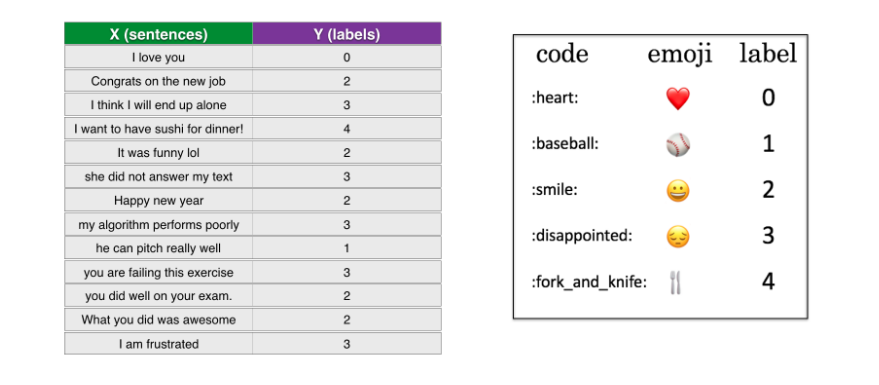 X (sentences) Y (labels)
I love you 0
Congrats on the new job 2
I think I will end up alone 3
I want to have sushi for dinner! 4
It was funny lol 2
she did not answer my text 3
Happy new year 2
my algorithm performs poorly 3
he can pitch really well 1
you are failing this exercise 3
you did well on your exam. 2
What you did was awesome 2
I am frustrated 3
code emoji label
:heart: ❤️ 0
:baseball: ⚾ 1
:smile: 😀 2
:disappointed: 😔 3
:fork_and_knife: 🍴 4